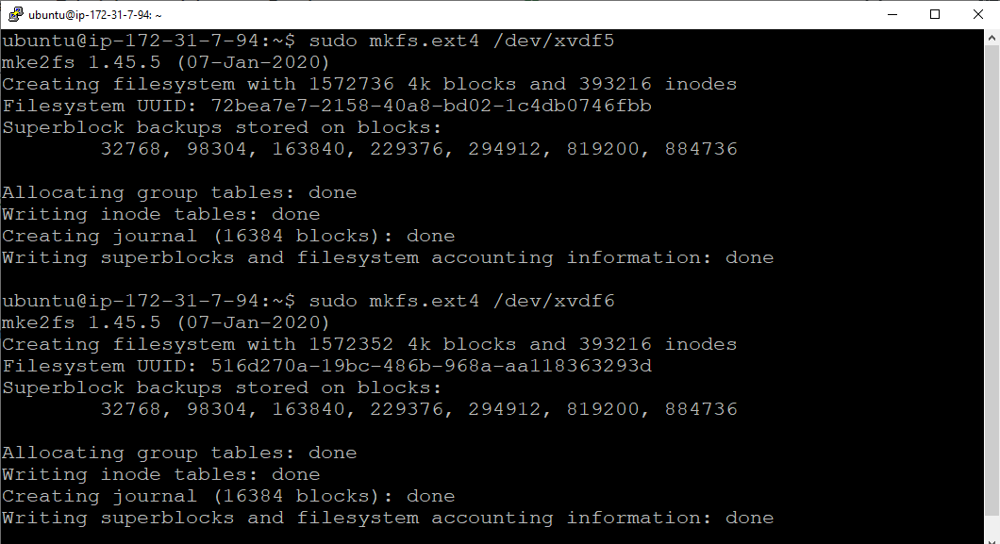 ubuntu@ip-172-31-7-94: ~
ubuntu@ip-172-31-7-94:~$ sudo mkfs.ext4 /dev/xvdf5
mke2fs 1.45.5 (07-Jan-2020)
Creating filesystem with 1572736 4k blocks and 393216 inodes
Filesystem UUID: 72bea7e7-2158-40a8-bd02-1c4db0746fbb
Superblock backups stored on blocks:
        32768, 98304, 163840, 229376, 294912, 819200, 884736

Allocating group tables: done
Writing inode tables: done
Creating journal (16384 blocks): done
Writing superblocks and filesystem accounting information: done

ubuntu@ip-172-31-7-94:~$ sudo mkfs.ext4 /dev/xvdf6
mke2fs 1.45.5 (07-Jan-2020)
Creating filesystem with 1572352 4k blocks and 393216 inodes
Filesystem UUID: 516d270a-19bc-486b-968a-aa118363293d
Superblock backups stored on blocks:
        32768, 98304, 163840, 229376, 294912, 819200, 884736

Allocating group tables: done
Writing inode tables: done
Creating journal (16384 blocks): done
Writing superblocks and filesystem accounting information: done